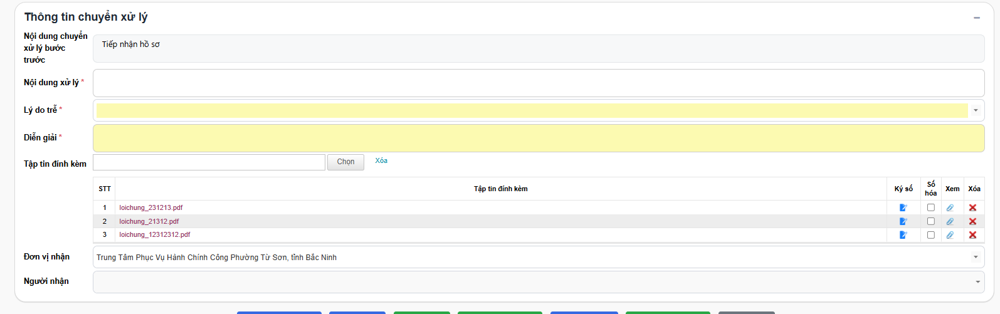 Thông tin chuyển xử lý
Nội dung chuyển
xử lý bước
trước
Tiếp nhận hồ sơ
Nội dung xử lý *
Lý do trễ *
Diễn giải *
Tập tin đính kèm
Chọn
Xóa
STT Tập tin đính kèm Ký số Số hóa Xem Xóa
1 loichung_231213.pdf
2 loichung_21312.pdf
3 loichung_12312312.pdf
Đơn vị nhận
Trung Tâm Phục Vụ Hành Chính Công Phường Từ Sơn, tỉnh Bắc Ninh
Người nhận